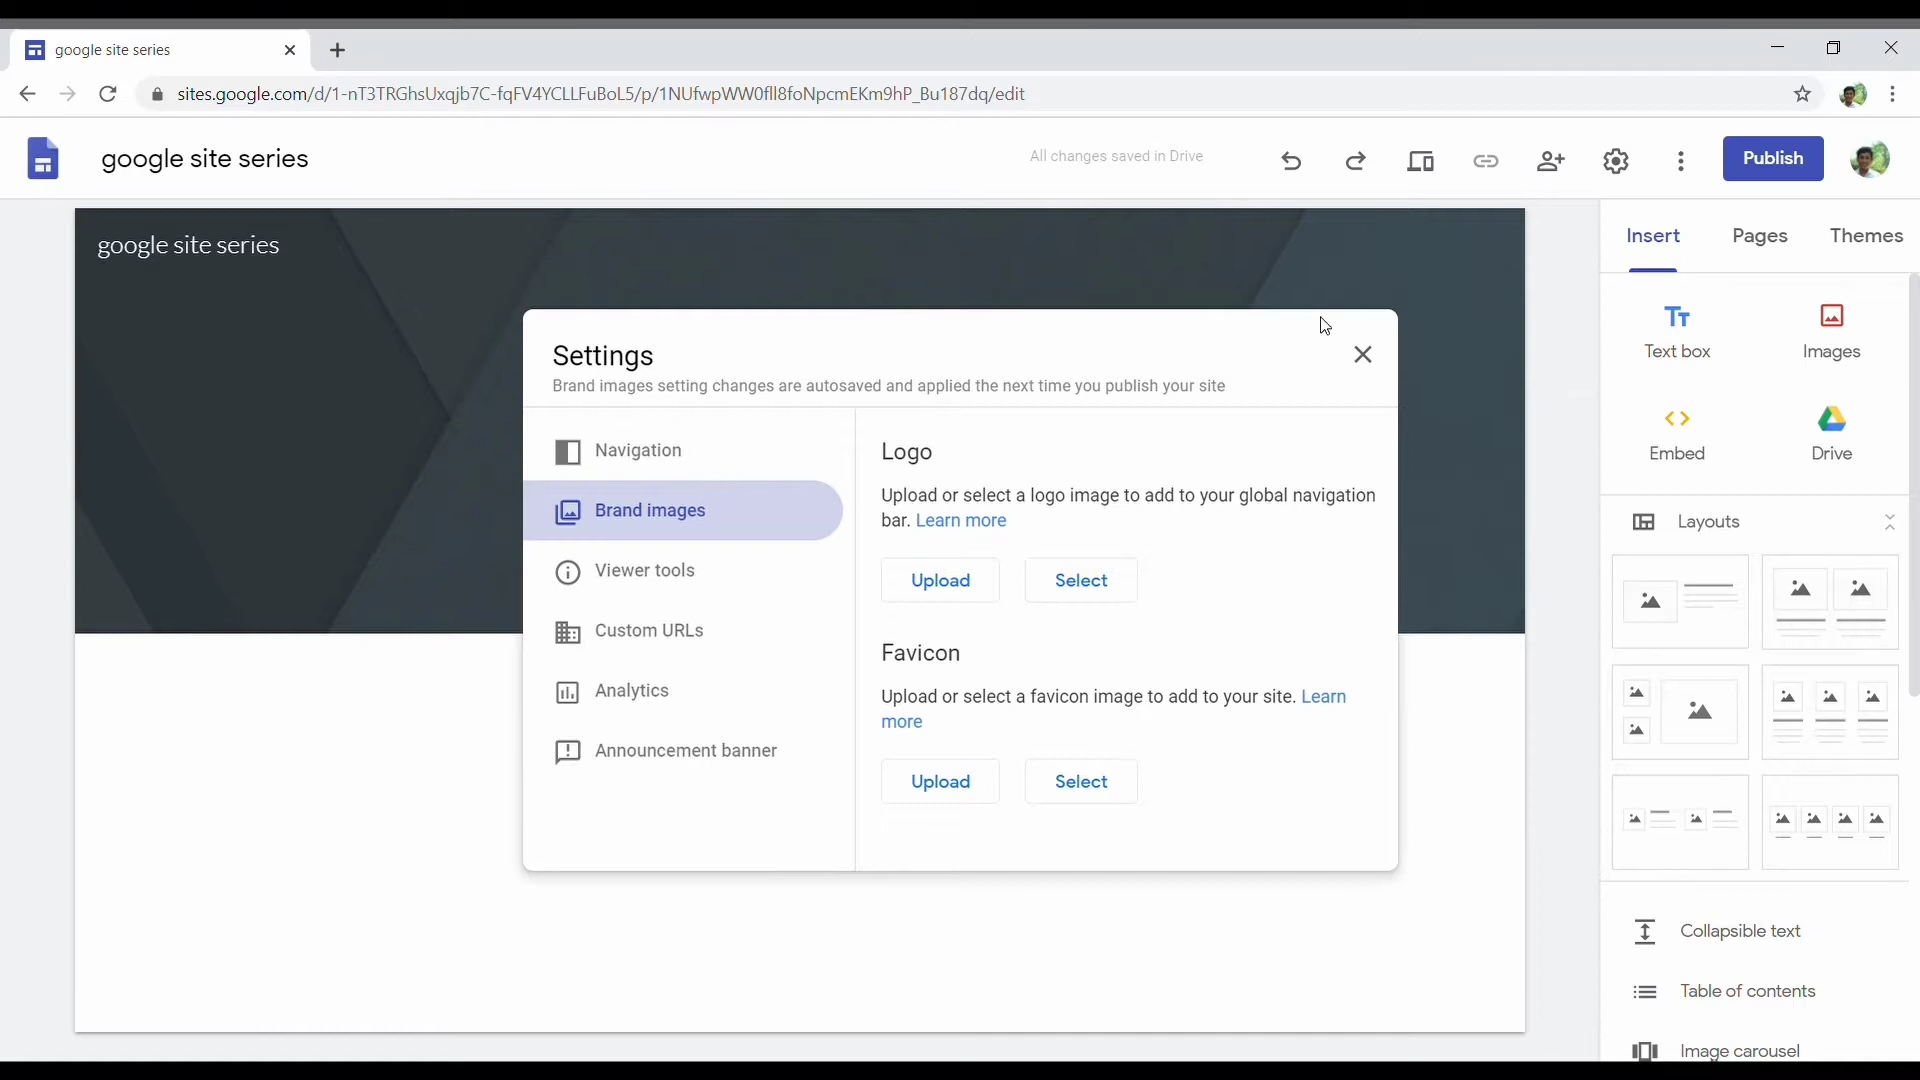 google site series
sites.google.com/d/1-nT3TRGhsUxqjb7C-fqFV4YCLLFuBoL5/p/1NUfwpWW0fll8foNpcmEKm9hP_Bu187dq/edit
google site series
All changes saved in Drive
Publish
google site series
Insert
Pages
Themes
Text box
Images
Embed
Drive
Layouts
Collapsible text
Table of contents
Image carousel
Settings
Brand images setting changes are autosaved and applied the next time you publish your site
Navigation
Brand images
Viewer tools
Custom URLs
Analytics
Announcement banner
Logo
Upload or select a logo image to add to your global navigation
bar. Learn more
Upload
Select
Favicon
Upload or select a favicon image to add to your site. Learn
more
Upload
Select